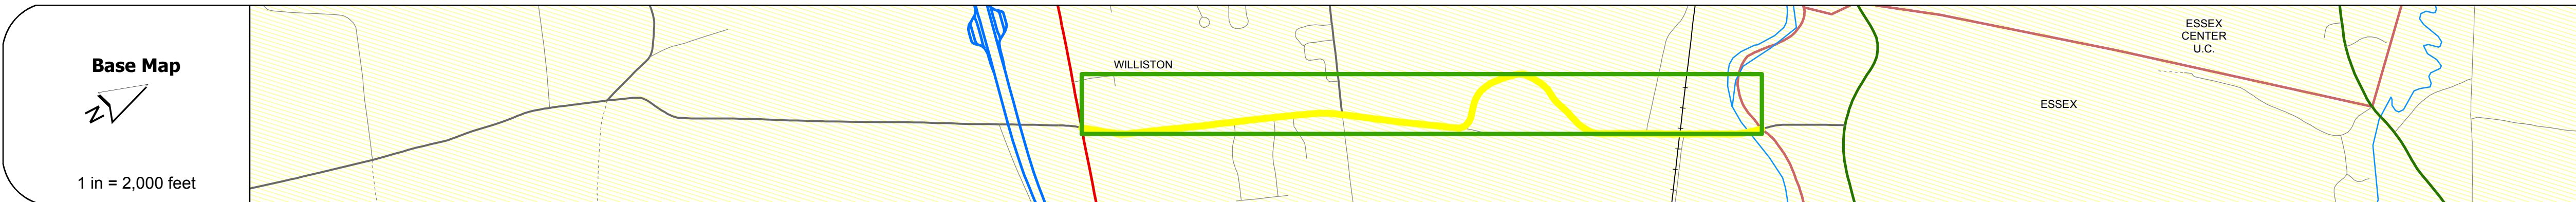 Base Map
N
1 in = 2,000 feet
WILLISTON
ESSEX
ESSEX
CENTER
U.C.